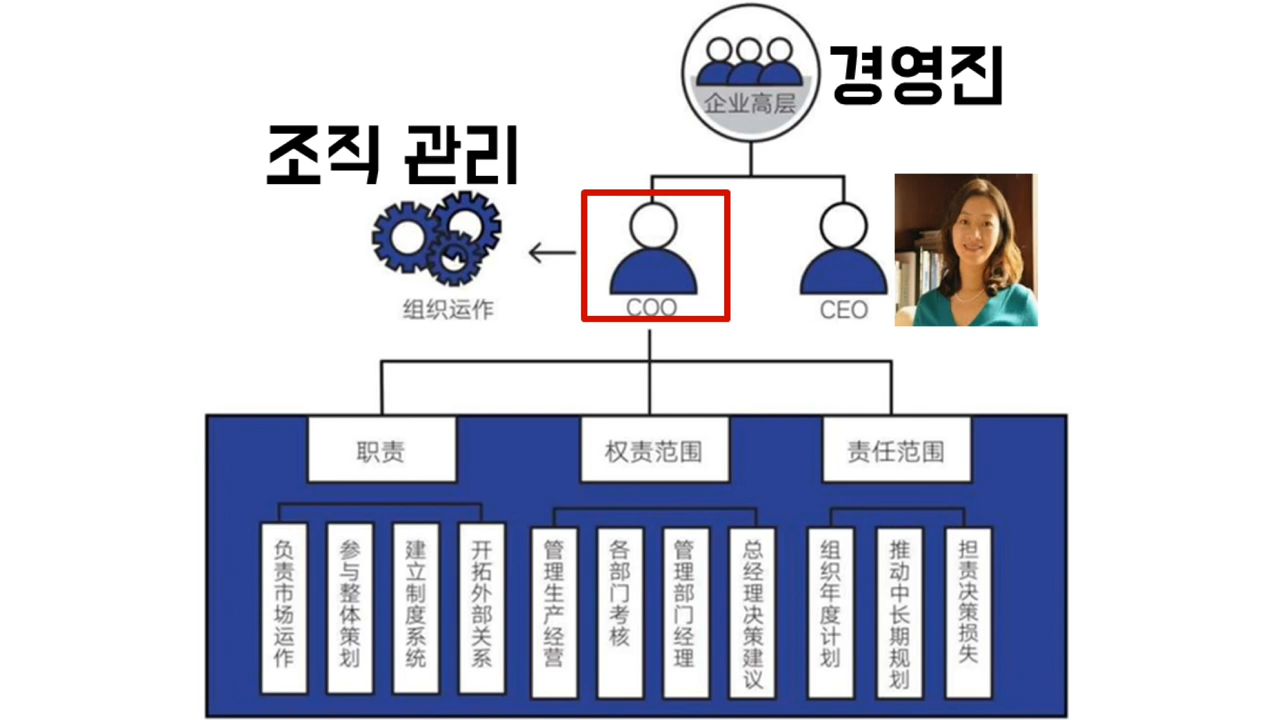 경영진
企业高层
조직 관리
组织运作
COO
CEO
职责
权责范围
责任范围
负责市场运作
参与整体策划
建立制度系统
开拓外部关系
管理生产经营
各部门考核
管理部门经理
总经理决策建议
组织年度计划
推动中长期规划
担责决策损失